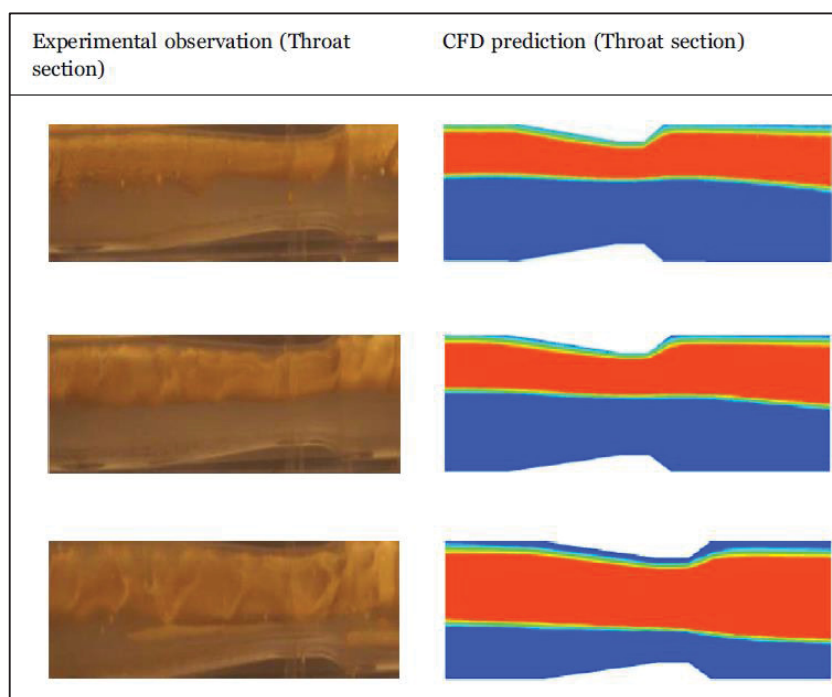 Experimental observation (Throat
section)
CFD prediction (Throat section)